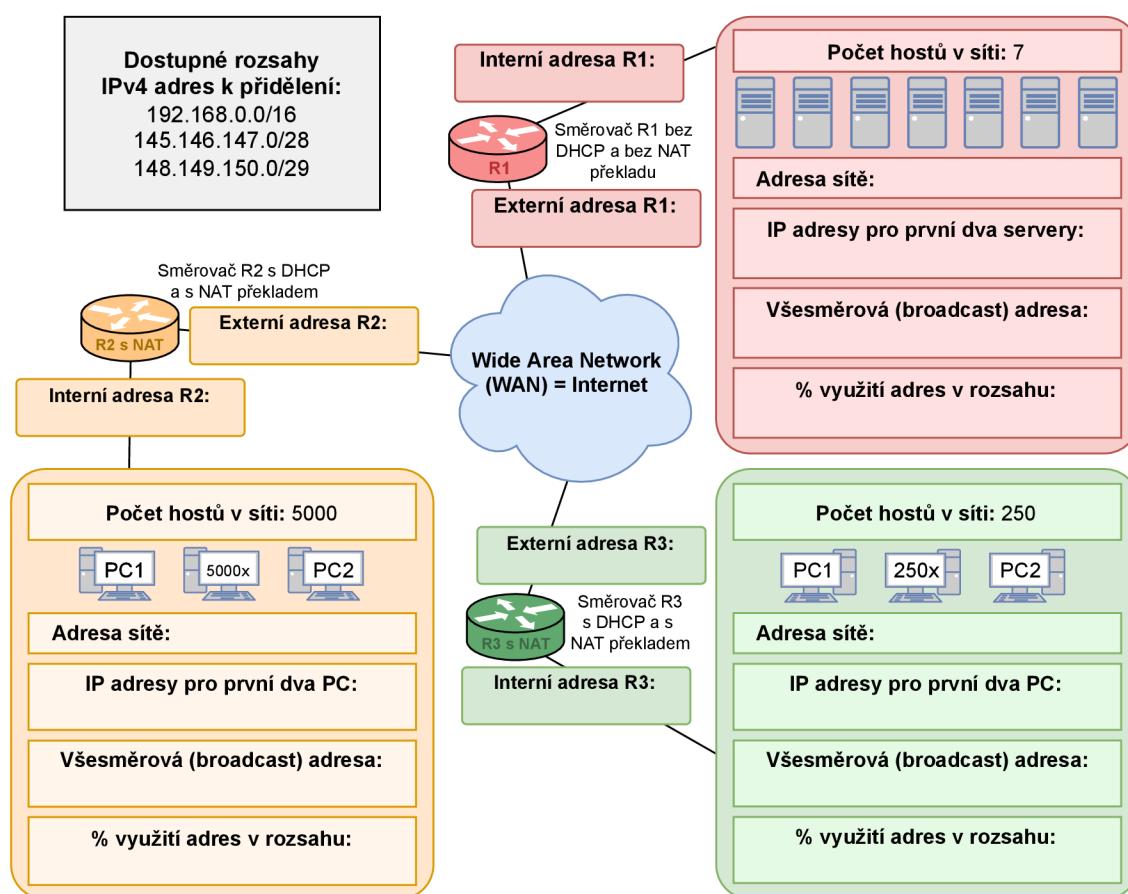 Dostupné rozsahy
IPv4 adres k přidělení:
192.168.0.0/16
145.146.147.0/28
148.149.150.0/29
Interní adresa R1:
Směrovač R1 bez
DHCP a bez NAT
překladu
R1
Externí adresa R1:
Počet hostů v síti: 7
Adresa sítě:
IP adresy pro první dva servery:
Všesměrová (broadcast) adresa:
% využití adres v rozsahu:
Směrovač R2 s DHCP
a s NAT překladem
R2 s NAT
Externí adresa R2:
Interní adresa R2:
Wide Area Network
(WAN) = Internet
Počet hostů v síti: 5000
PC1
5000x
PC2
Adresa sítě:
IP adresy pro první dva PC:
Všesměrová (broadcast) adresa:
% využití adres v rozsahu:
Externí adresa R3:
Směrovač R3
s DHCP a s
NAT překladem
R3 s NAT
Interní adresa R3:
Počet hostů v síti: 250
PC1
250x
PC2
Adresa sítě:
IP adresy pro první dva PC:
Všesměrová (broadcast) adresa:
% využití adres v rozsahu: